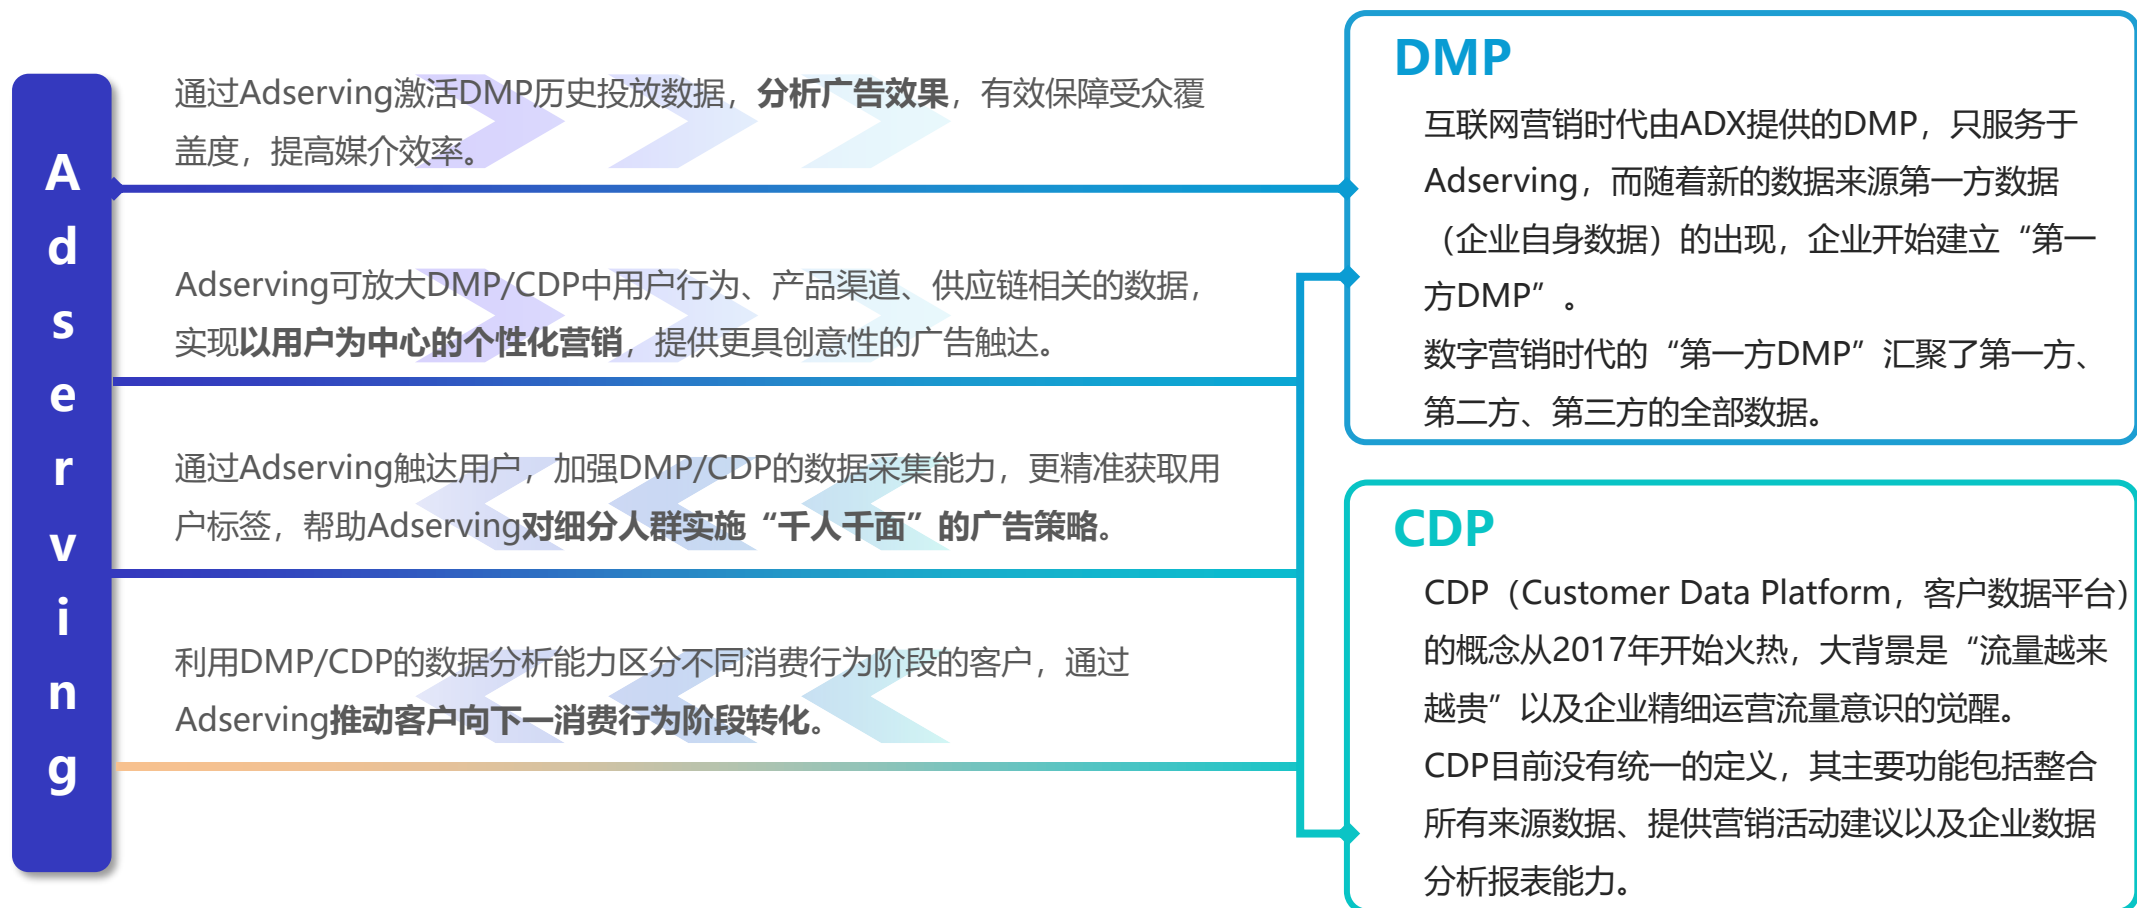 Adserving
通过Adserving激活DMP历史投放数据，分析广告效果，有效保障受众覆
盖度，提高媒介效率。
Adserving可放大DMP/CDP中用户行为、产品渠道、供应链相关的数据，
实现以用户为中心的个性化营销，提供更具创意性的广告触达。
通过Adserving触达用户，加强DMP/CDP的数据采集能力，更精准获取用
户标签，帮助Adserving对细分人群实施“千人千面”的广告策略。
利用DMP/CDP的数据分析能力区分不同消费行为阶段的客户，通过
Adserving推动客户向下一消费行为阶段转化。
DMP
互联网营销时代由ADX提供的DMP，只服务于
Adserving，而随着新的数据来源第一方数据
（企业自身数据）的出现，企业开始建立“第一
方DMP”。
数字营销时代的“第一方DMP”汇聚了第一方、
第二方、第三方的全部数据。
CDP
CDP（Customer Data Platform，客户数据平台）
的概念从2017年开始火热，大背景是“流量越来
越贵”以及企业精细运营流量意识的觉醒。
CDP目前没有统一的定义，其主要功能包括整合
所有来源数据、提供营销活动建议以及企业数据
分析报表能力。